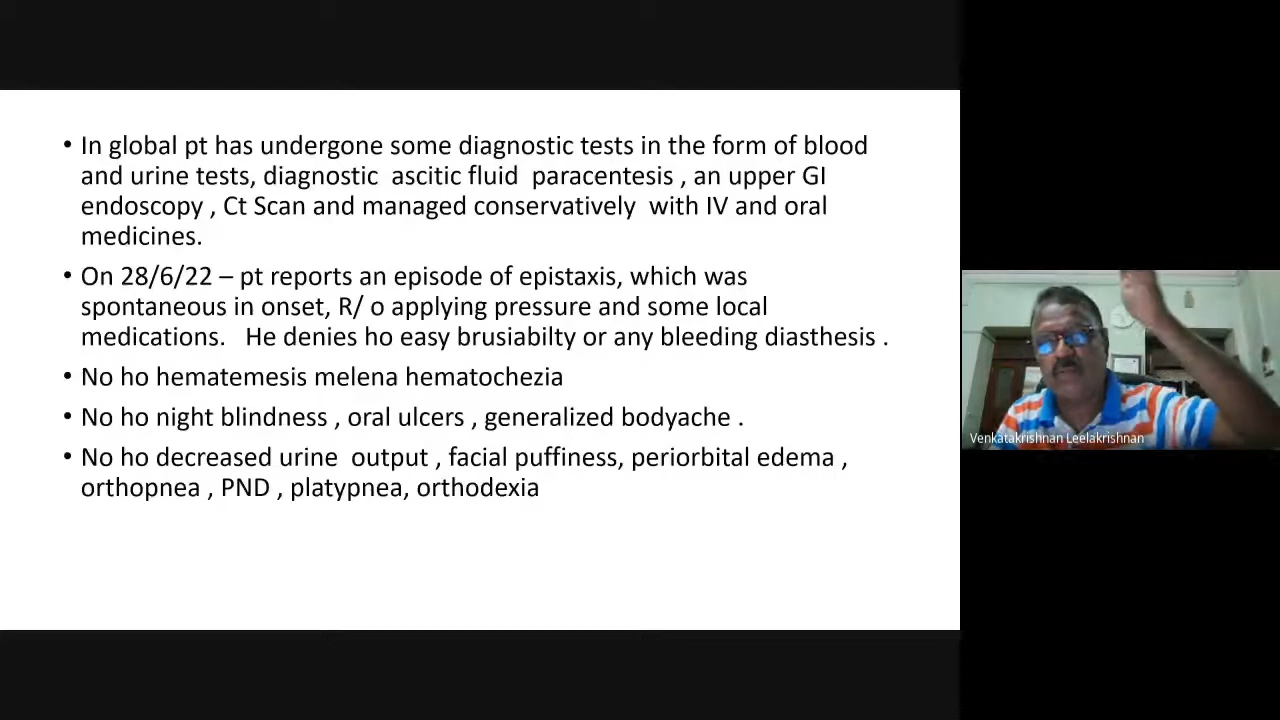 • In global pt has undergone some diagnostic tests in the form of blood
and urine tests, diagnostic ascitic fluid paracentesis , an upper GI
endoscopy , Ct Scan and managed conservatively with IV and oral
medicines.
• On 28/6/22 – pt reports an episode of epistaxis, which was
spontaneous in onset, R/ o applying pressure and some local
medications. He denies ho easy brusiabilty or any bleeding diasthesis .
• No ho hematemesis melena hematochezia
• No ho night blindness , oral ulcers , generalized bodyache .
• No ho decreased urine output , facial puffiness, periorbital edema ,
orthopnea , PND , platypnea, orthodexia
Venkatakrishnan Leelakrishnan